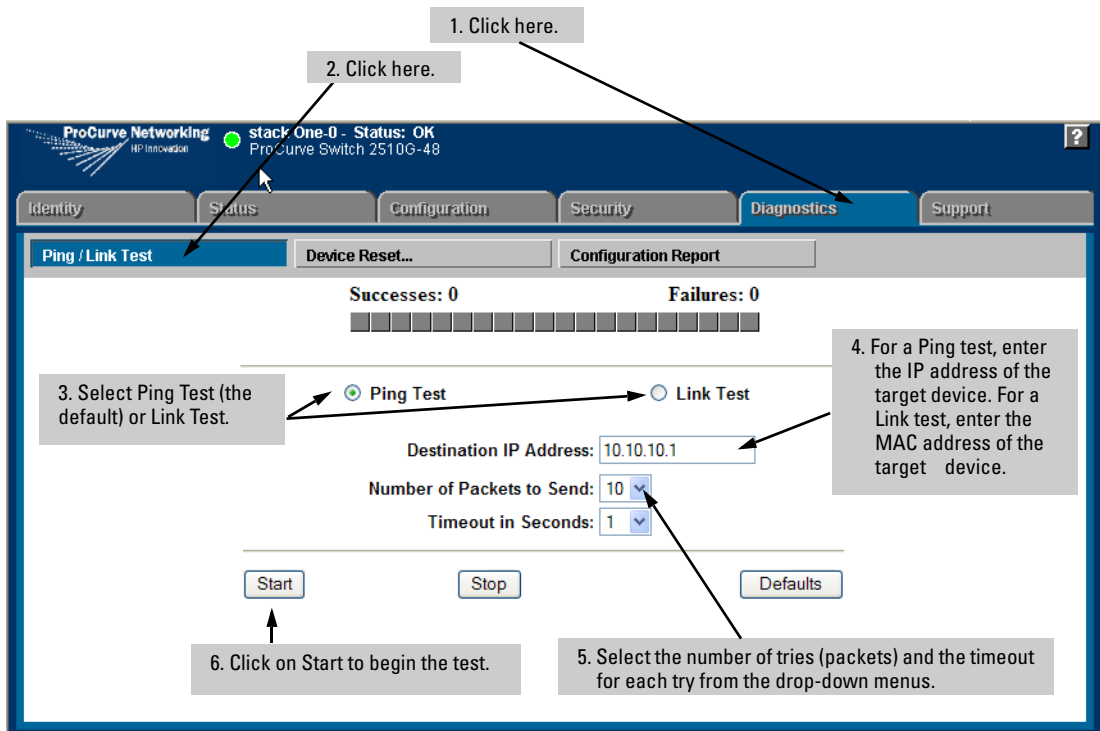 1. Click here.
2. Click here.
ProCurve Networking
HP Innovation
stack One-0 - Status: OK
ProCurve Switch 2510G-48
?
Identity
Status
Configuration
Security
Diagnostics
Support
Ping / Link Test
Device Reset...
Configuration Report
Successes: 0
Failures: 0
3. Select Ping Test (the
default) or Link Test.
Ping Test
Link Test
4. For a Ping test, enter
the IP address of the
target device. For a
Link test, enter the
MAC address of the
target device.
Destination IP Address: 10.10.10.1
Number of Packets to Send: 10
Timeout in Seconds: 1
Start
Stop
Defaults
6. Click on Start to begin the test.
5. Select the number of tries (packets) and the timeout
for each try from the drop-down menus.